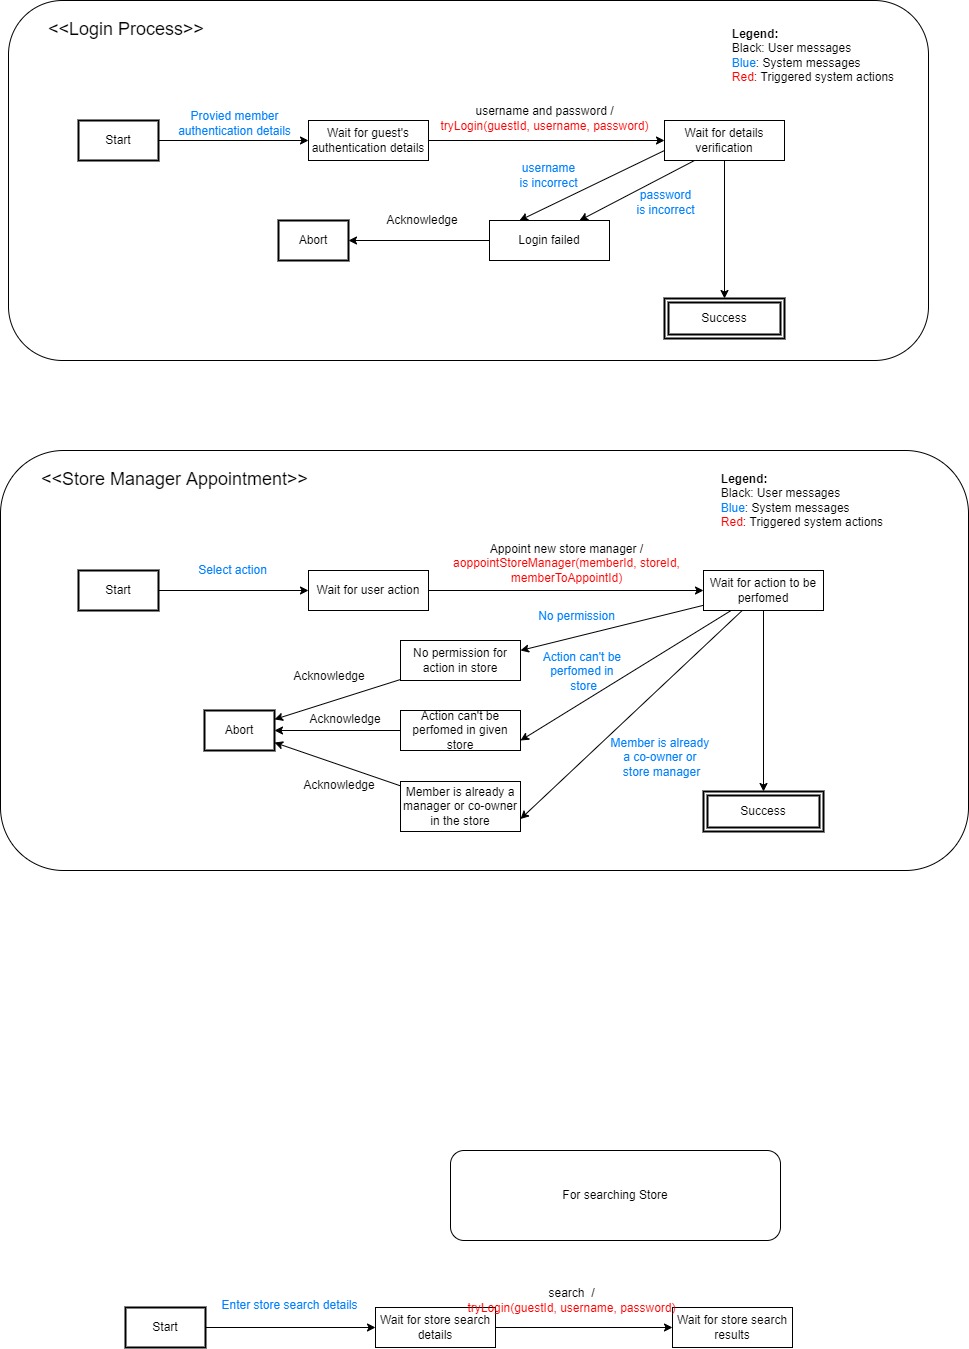 <<Login Process>>
Legend:
Black: User messages
Blue: System messages
Red: Triggered system actions
Start
Provied member
authentication details
Wait for guest's
authentication details
username and password /
tryLogin(guestId, username, password)
Wait for details
verification
username
is incorrect
password
is incorrect
Login failed
Acknowledge
Abort
Success
<<Store Manager Appointment>>
Legend:
Black: User messages
Blue: System messages
Red: Triggered system actions
Start
Select action
Wait for user action
Appoint new store manager /
aoppointStoreManager(memberId, storeId,
memberToAppointId)
Wait for action to be
perfomed
No permission
No permission for
action in store
Action can't be
perfomed in
store
Acknowledge
Abort
Acknowledge
Action can't be
perfomed in given
store
Member is already
a co-owner or
store manager
Acknowledge
Member is already a
manager or co-owner
in the store
Success
For searching Store
Start
Enter store search details
Wait for store search
details
search /
tryLogin(guestId, username, password)
Wait for store search
results